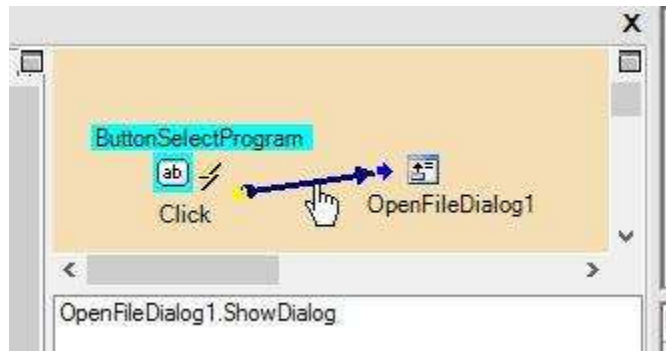 X
ButtonSelectProgram
ab
Click
OpenFileDialog1
OpenFileDialog1.ShowDialog